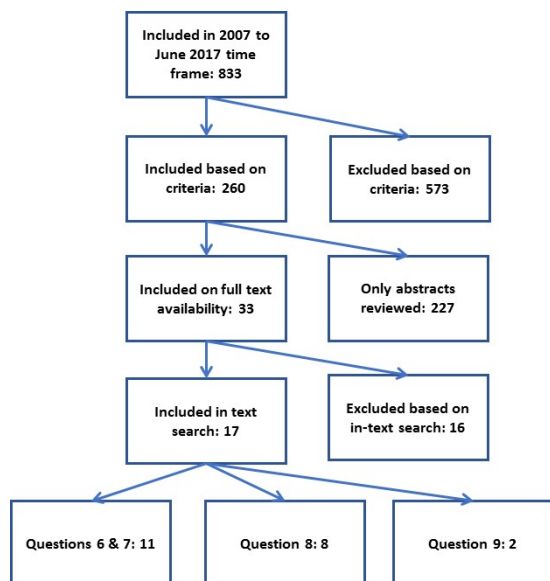 Included in 2007 to
June 2017 time
frame: 833
Included based on
criteria: 260
Excluded based on
criteria: 573
Included on full text
availability: 33
Only abstracts
reviewed: 227
Included in text
search: 17
Excluded based on
in-text search: 16
Questions 6 & 7: 11
Question 8: 8
Question 9: 2